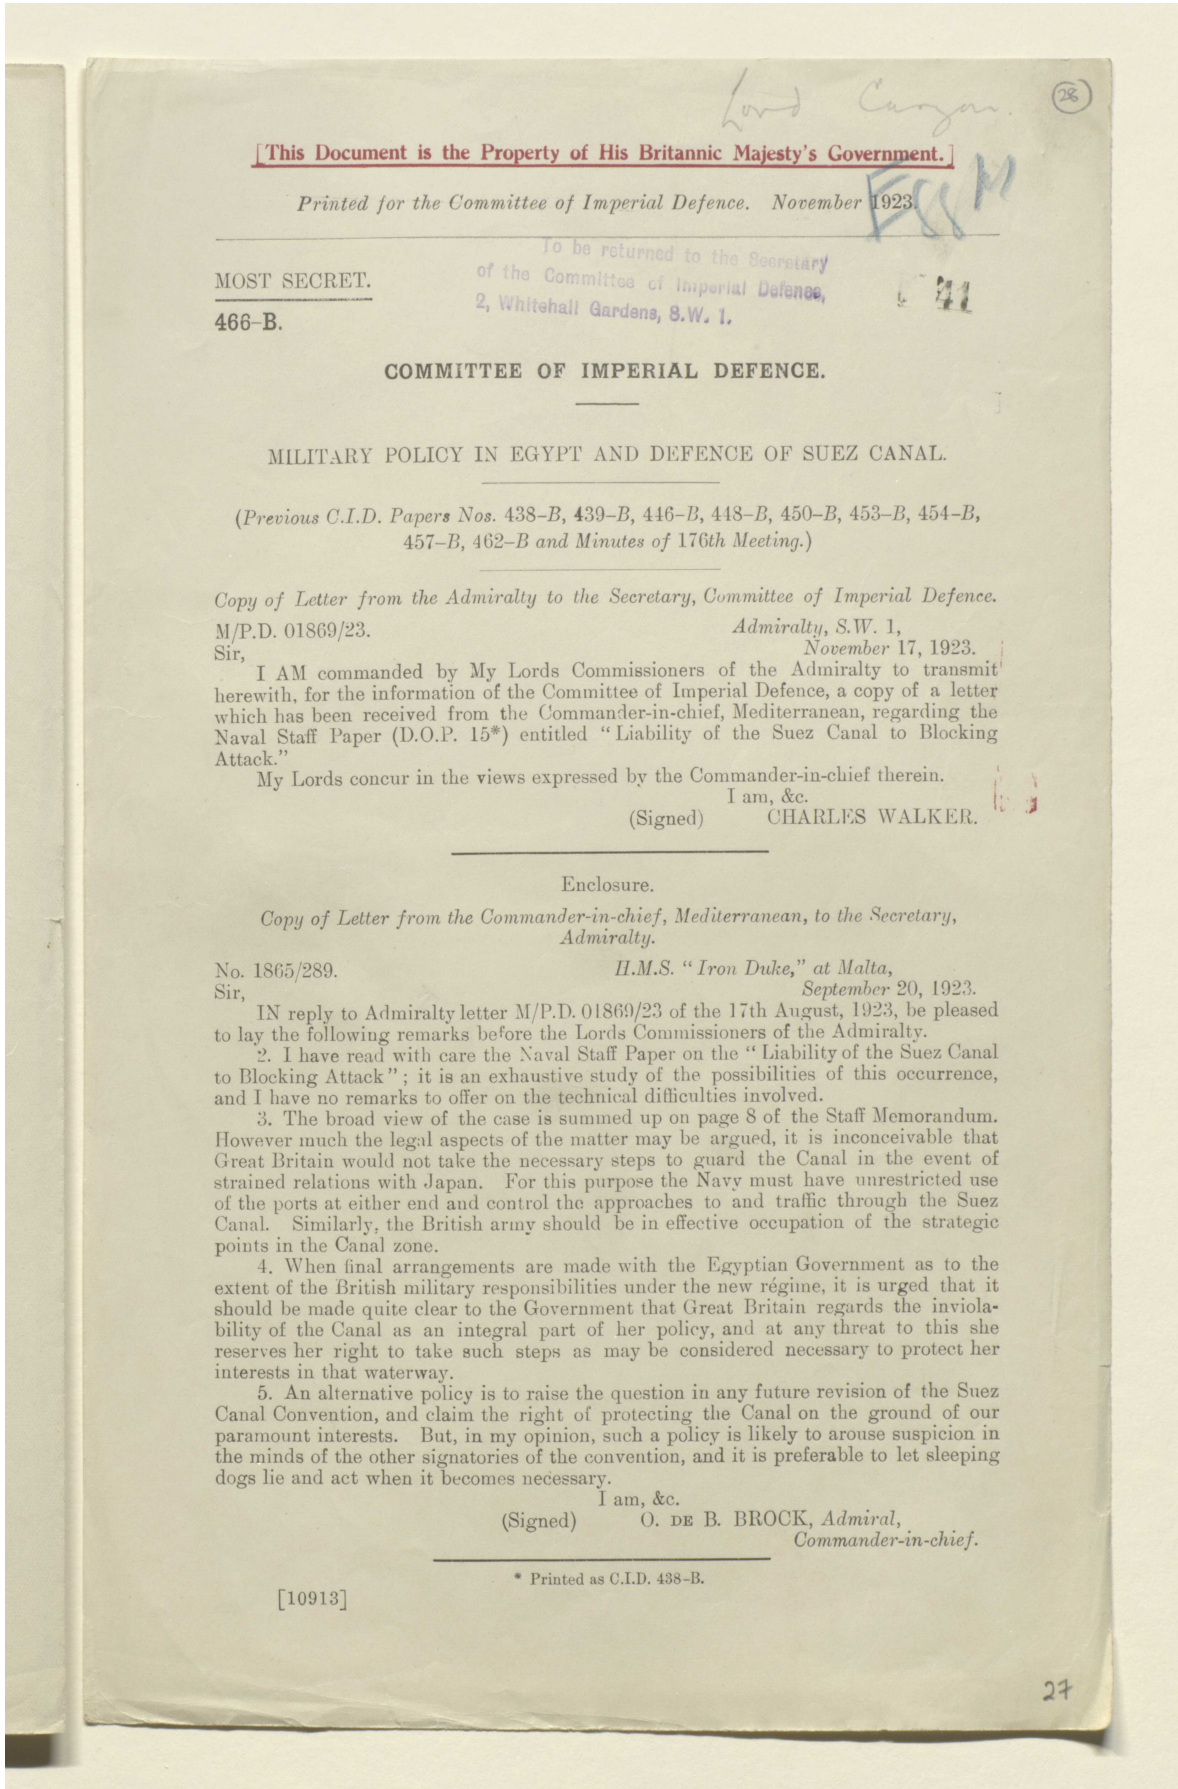 Lord Curzon.
28
[This Document is the Property of His Britannic Majesty's Government.]
Printed for the Committee of Imperial Defence. November 1923.
To be returned to the Secretary
of the Committee of Imperial Defence,
2, Whitehall Gardens, S.W. 1.
MOST SECRET.
41
466-B.
COMMITTEE OF IMPERIAL DEFENCE.
MILITARY POLICY IN EGYPT AND DEFENCE OF SUEZ CANAL.
(Previous C.I.D. Papers Nos. 438–B, 439–B, 446–B, 448–B, 450–B, 453–B, 454–B,
457–B, 462–B and Minutes of 176th Meeting.)
Copy of Letter from the Admiralty to the Secretary, Committee of Imperial Defence.
M/P.D. 01869/23. Admiralty, S.W. 1,
Sir, November 17, 1923.
I AM commanded by My Lords Commissioners of the Admiralty to transmit
herewith, for the information of the Committee of Imperial Defence, a copy of a letter
which has been received from the Commander-in-chief, Mediterranean, regarding the
Naval Staff Paper (D.O.P. 15*) entitled "Liability of the Suez Canal to Blocking
Attack."
My Lords concur in the views expressed by the Commander-in-chief therein.
I am, &c.
(Signed) CHARLES WALKER.
Enclosure.
Copy of Letter from the Commander-in-chief, Mediterranean, to the Secretary,
Admiralty.
No. 1865/289. H.M.S. "Iron Duke," at Malta,
Sir, September 20, 1923.
IN reply to Admiralty letter M/P.D. 01869/23 of the 17th August, 1923, be pleased
to lay the following remarks before the Lords Commissioners of the Admiralty.
2. I have read with care the Naval Staff Paper on the "Liability of the Suez Canal
to Blocking Attack"; it is an exhaustive study of the possibilities of this occurrence,
and I have no remarks to offer on the technical difficulties involved.
3. The broad view of the case is summed up on page 8 of the Staff Memorandum.
However much the legal aspects of the matter may be argued, it is inconceivable that
Great Britain would not take the necessary steps to guard the Canal in the event of
strained relations with Japan. For this purpose the Navy must have unrestricted use
of the ports at either end and control the approaches to and traffic through the Suez
Canal. Similarly, the British army should be in effective occupation of the strategic
points in the Canal zone.
4. When final arrangements are made with the Egyptian Government as to the
extent of the British military responsibilities under the new régime, it is urged that it
should be made quite clear to the Government that Great Britain regards the inviola-
bility of the Canal as an integral part of her policy, and at any threat to this she
reserves her right to take such steps as may be considered necessary to protect her
interests in that waterway.
5. An alternative policy is to raise the question in any future revision of the Suez
Canal Convention, and claim the right of protecting the Canal on the ground of our
paramount interests. But, in my opinion, such a policy is likely to arouse suspicion in
the minds of the other signatories of the convention, and it is preferable to let sleeping
dogs lie and act when it becomes necessary.
I am, &c.
(Signed) O. DE B. BROCK, Admiral,
Commander-in-chief.
* Printed as C.I.D. 438–B.
[10913]
27